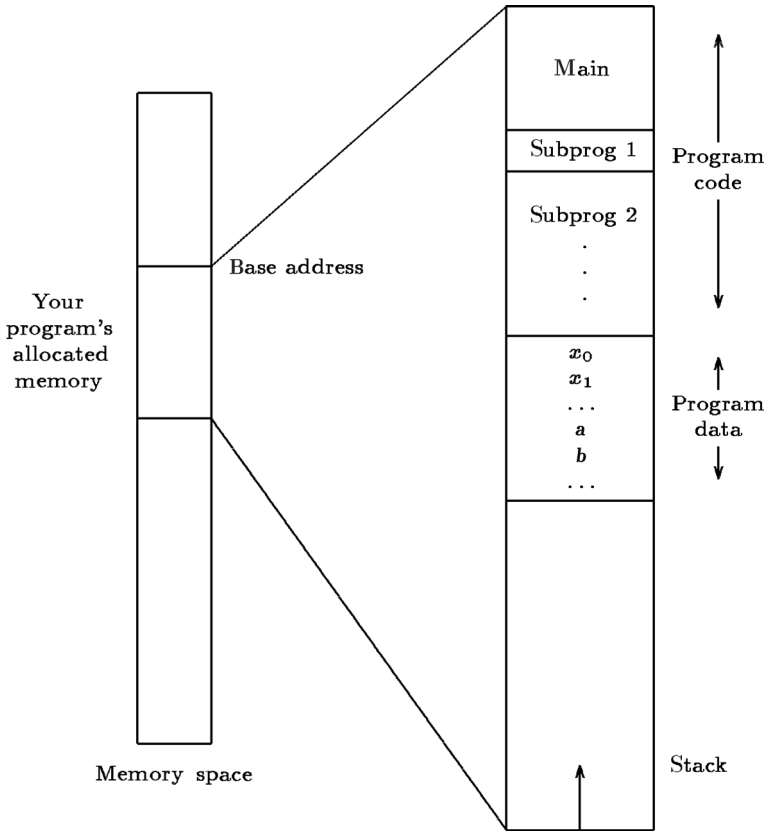 Main
Subprog 1
Program
code
Subprog 2
.
.
.
Base address
Your
program's
allocated
memory
x₀
x₁
...
a
b
...
Program
data
Stack
Memory space